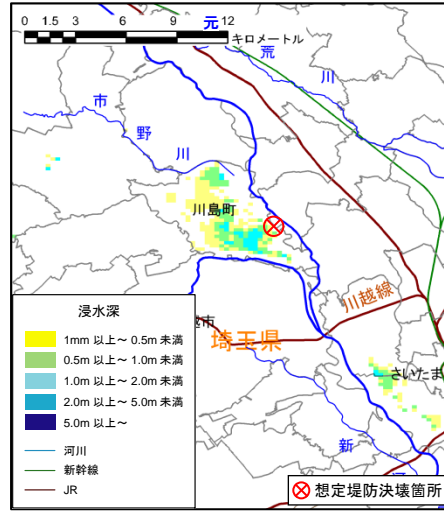 0 1.5 3 6 9 12
キロメートル
元
荒
川
市
野
川
川島町
川越線
越市
埼玉県
さいたま
新
浸水深
1mm 以上～ 0.5m 未満
0.5m 以上～ 1.0m 未満
1.0m 以上～ 2.0m 未満
2.0m 以上～ 5.0m 未満
5.0m 以上～
河川
新幹線
JR
想定堤防決壊箇所